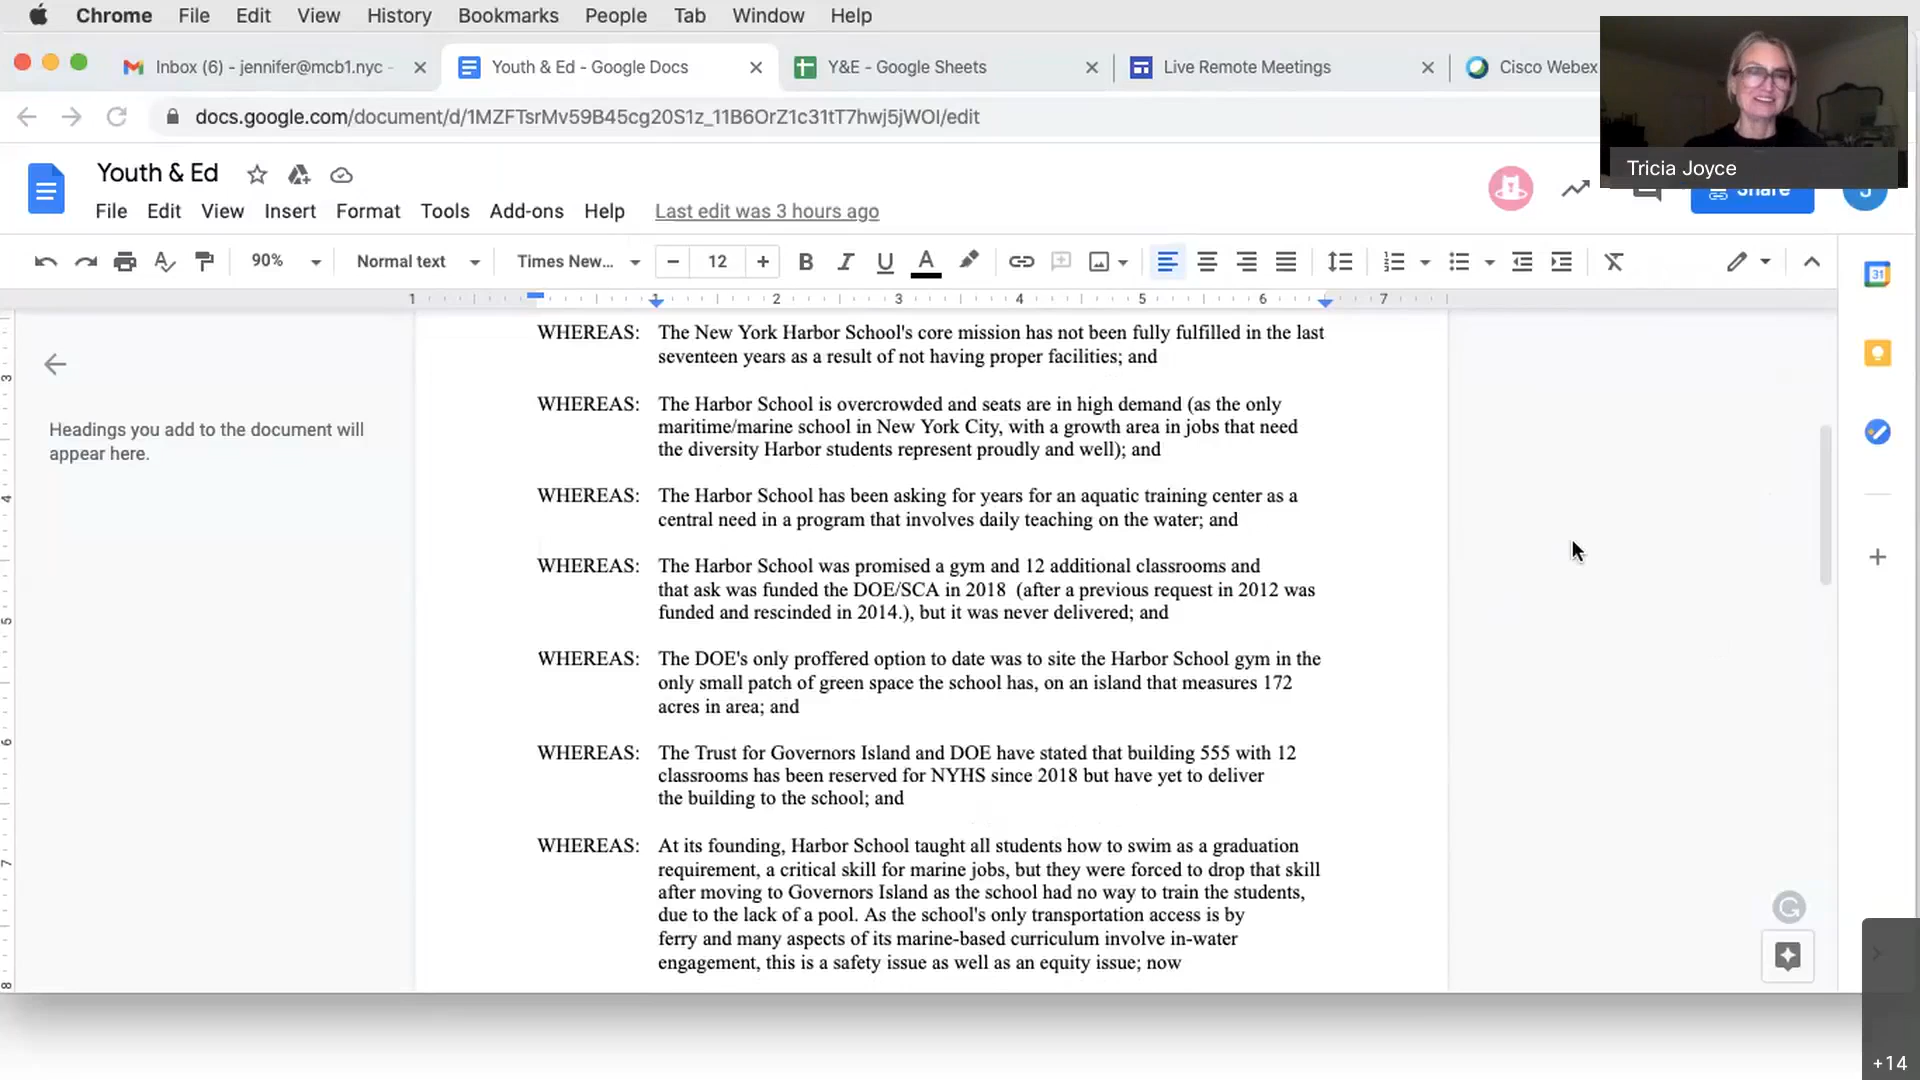 Chrome File Edit View History Bookmarks People Tab Window Help
Inbox (6) - jennifer@mcb1.nyc - Youth & Ed - Google Docs Y&E - Google Sheets Live Remote Meetings Cisco Webex
docs.google.com/document/d/1MZFTsrMv59B45cg20S1z_11B6OrZ1c31tT7hwj5jWOI/edit
Tricia Joyce
Youth & Ed
Share
File Edit View Insert Format Tools Add-ons Help Last edit was 3 hours ago
90% Normal text Times New... 12 B I U A
31
1 1 2 3 4 5 6 7
WHEREAS: The New York Harbor School's core mission has not been fully fulfilled in the last
seventeen years as a result of not having proper facilities; and
Headings you add to the document will
appear here.
WHEREAS: The Harbor School is overcrowded and seats are in high demand (as the only
maritime/marine school in New York City, with a growth area in jobs that need
the diversity Harbor students represent proudly and well); and
WHEREAS: The Harbor School has been asking for years for an aquatic training center as a
central need in a program that involves daily teaching on the water; and
WHEREAS: The Harbor School was promised a gym and 12 additional classrooms and
that ask was funded the DOE/SCA in 2018 (after a previous request in 2012 was
funded and rescinded in 2014.), but it was never delivered; and
WHEREAS: The DOE's only proffered option to date was to site the Harbor School gym in the
only small patch of green space the school has, on an island that measures 172
acres in area; and
WHEREAS: The Trust for Governors Island and DOE have stated that building 555 with 12
classrooms has been reserved for NYHS since 2018 but have yet to deliver
the building to the school; and
WHEREAS: At its founding, Harbor School taught all students how to swim as a graduation
requirement, a critical skill for marine jobs, but they were forced to drop that skill
after moving to Governors Island as the school had no way to train the students,
due to the lack of a pool. As the school's only transportation access is by
ferry and many aspects of its marine-based curriculum involve in-water
engagement, this is a safety issue as well as an equity issue; now
3
4
5
6
7
8
+14